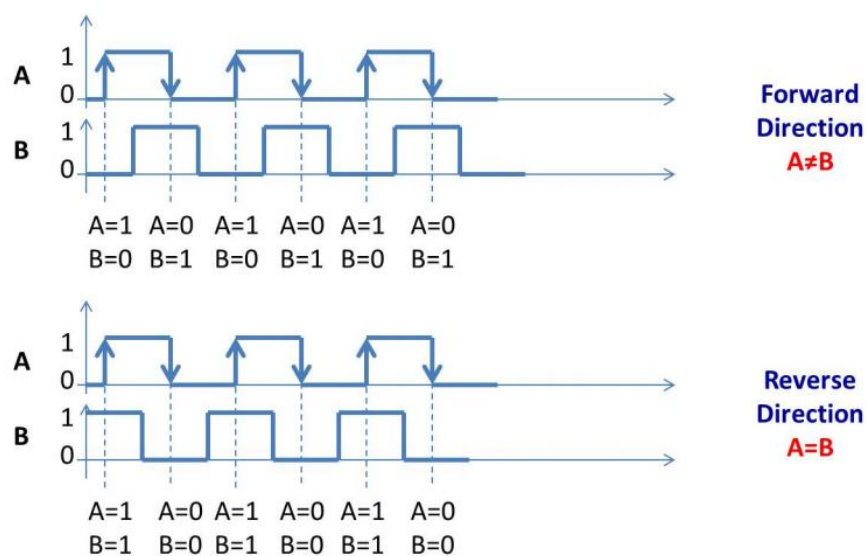 1
A
0
1
B
0
A=1 A=0 A=1 A=0 A=1 A=0
B=0 B=1 B=0 B=1 B=0 B=1
Forward
Direction
A≠B
1
A
0
1
B
0
A=1 A=0 A=1 A=0 A=1 A=0
B=1 B=0 B=1 B=0 B=1 B=0
Reverse
Direction
A=B